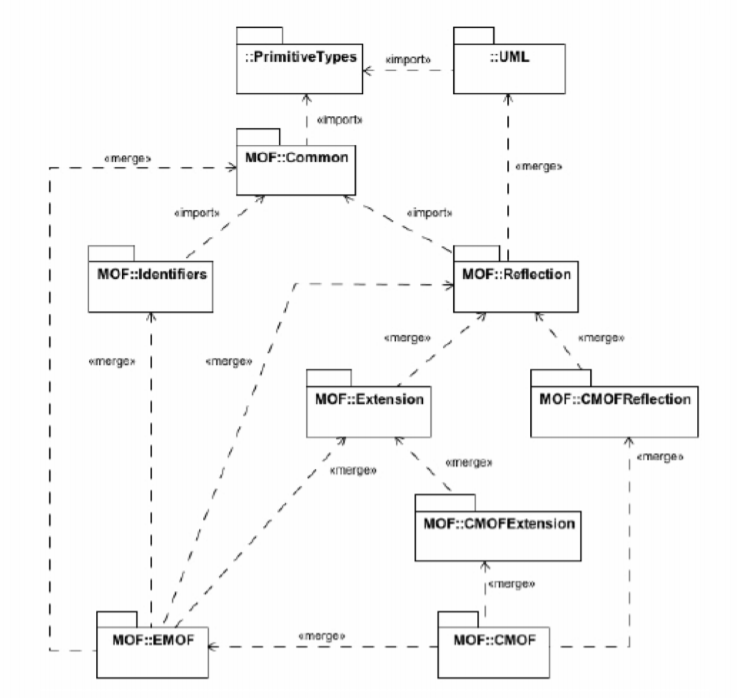 ::PrimitiveTypes
«import»
::UML
«import»
MOF::Common
«merge»
«merge»
«import»
«import»
MOF::Identifiers
MOF::Reflection
«merge»
«merge»
«merge»
«merge»
MOF::Extension
MOF::CMOFReflection
«merge»
«merge»
«merge»
MOF::CMOFExtension
«merge»
MOF::EMOF
«merge»
MOF::CMOF